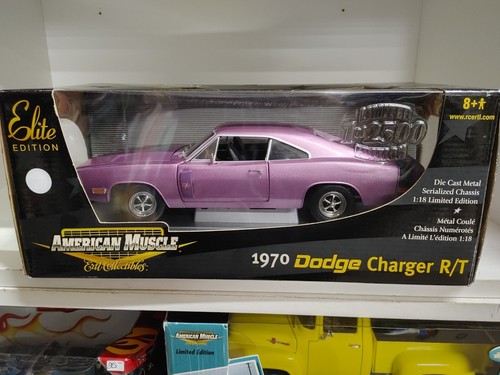 Elite
EDITION
8+
www.rcertl.com
1:2500
Die Cast Metal
Serialized Chassis
1:18 Limited Edition
Métal Coulé
Châssis Numérotés
A Limité L'édition 1:18
AMERICAN MUSCLE
Ertl Collectibles
1970 Dodge Charger R/T
AMERICAN MUSCLE
Limited Edition